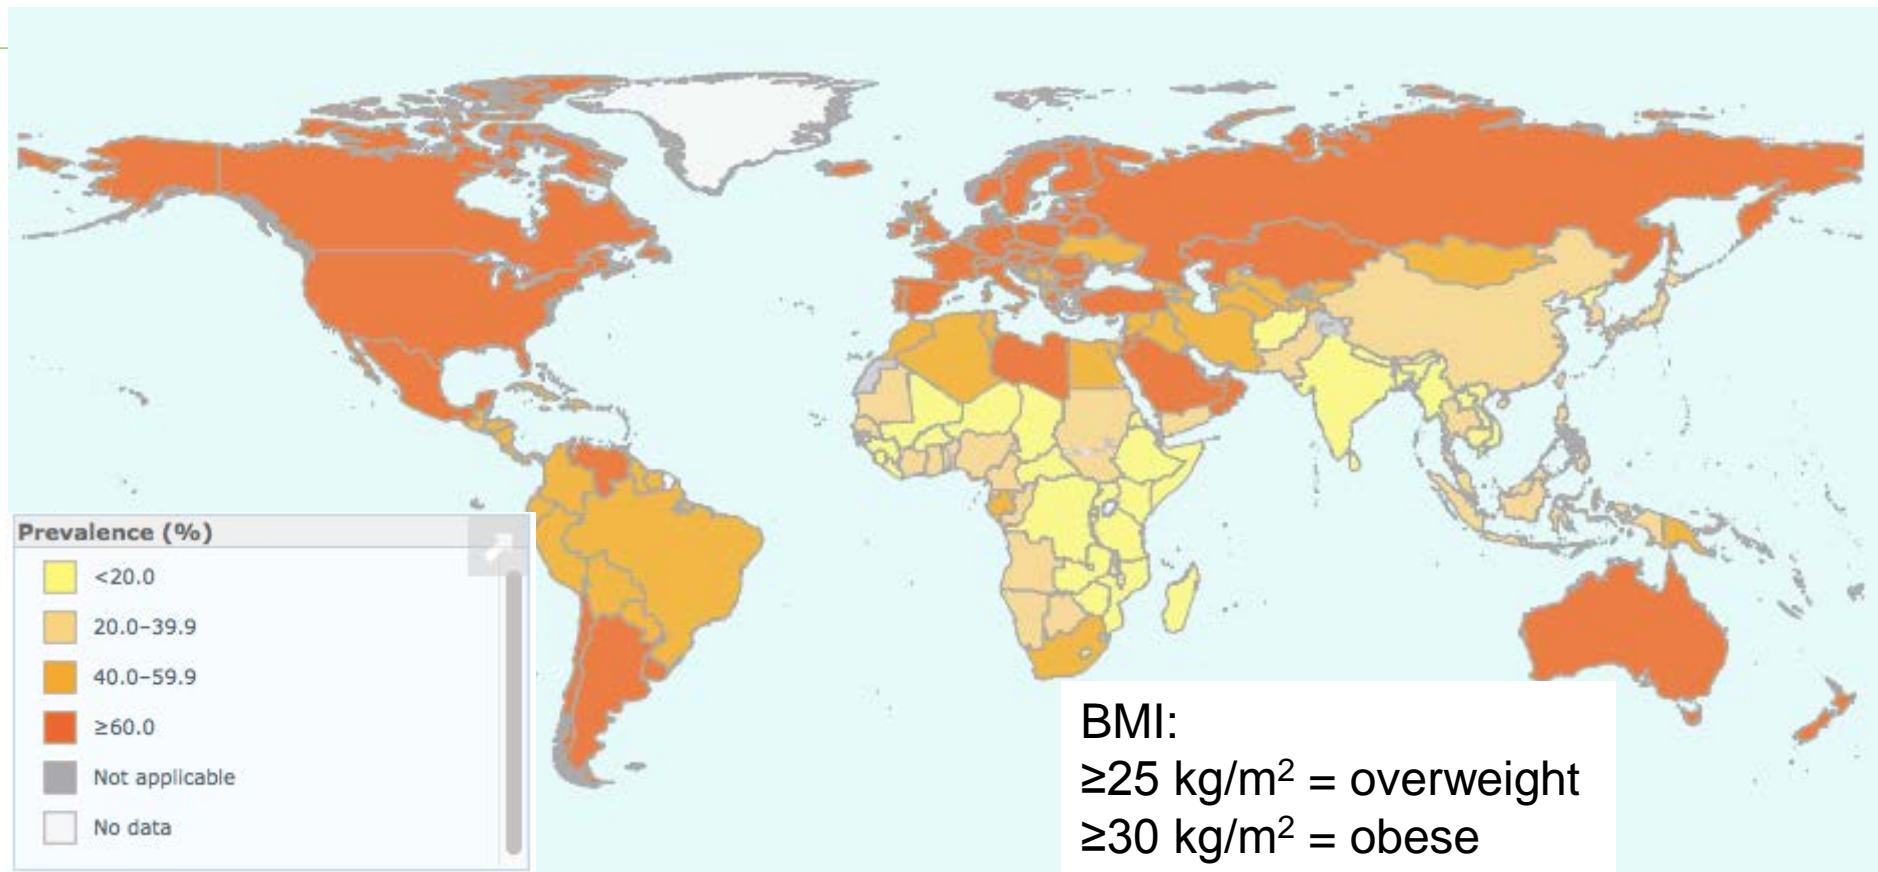 Prevalence (%)
<20.0
20.0–39.9
40.0–59.9
≥60.0
Not applicable
No data
BMI:
≥25 kg/m² = overweight
≥30 kg/m² = obese